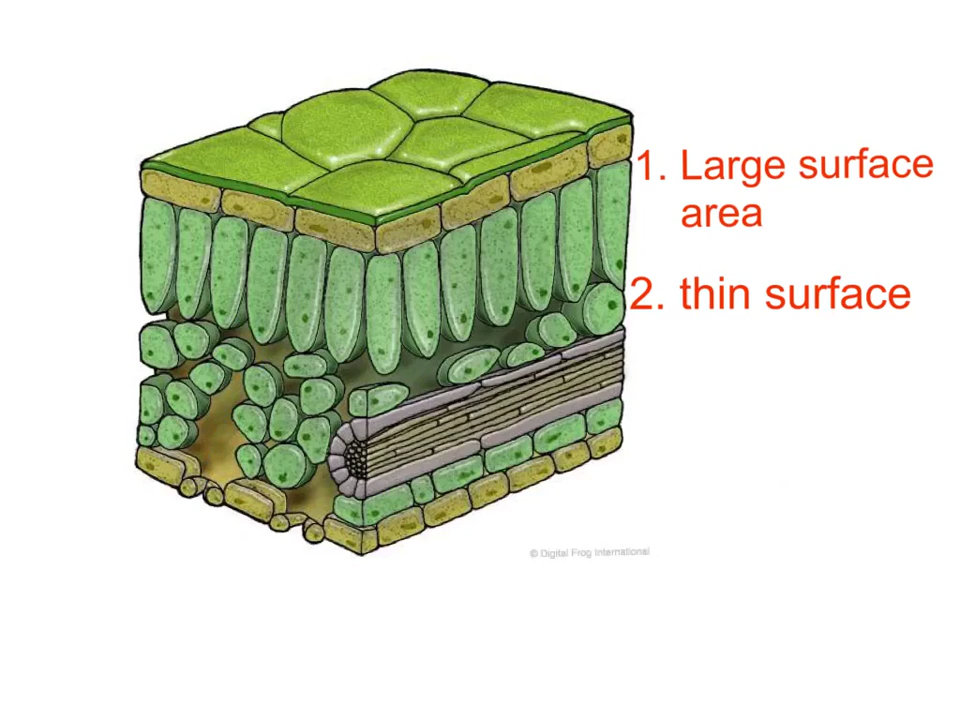 1. Large surface
area
2. thin surface
© Digital Frog International